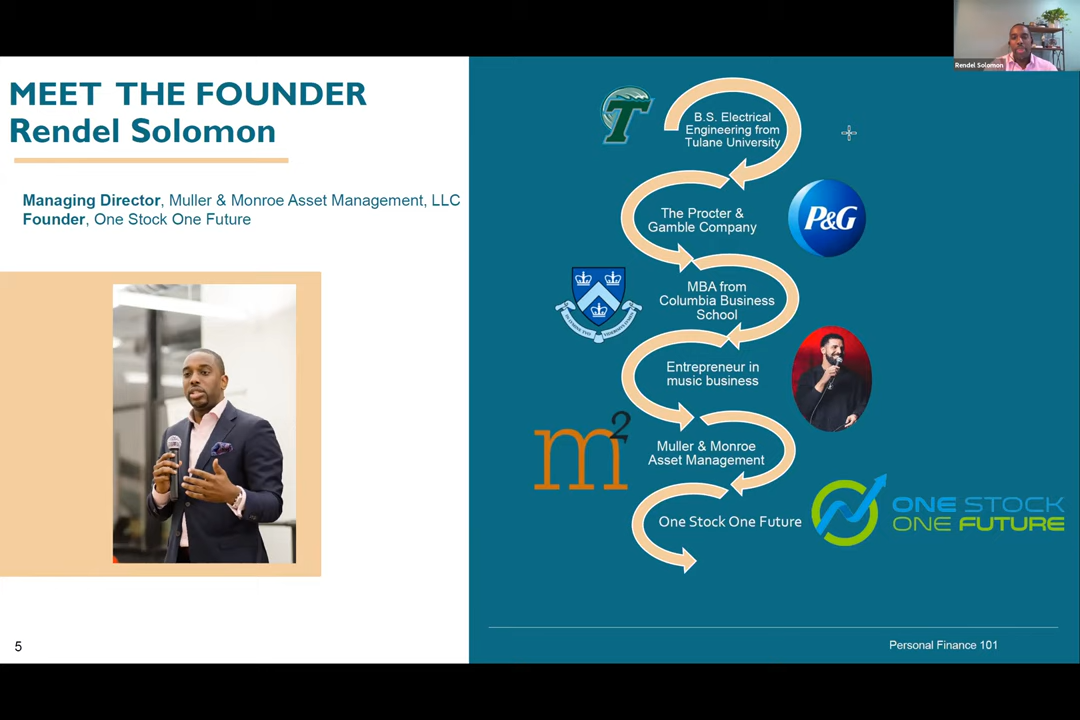 MEET THE FOUNDER
Rendel Solomon
Managing Director, Muller & Monroe Asset Management, LLC
Founder, One Stock One Future
5
Rendel Solomon
T
B.S. Electrical
Engineering from
Tulane University
The Procter &
Gamble Company
P&G
MBA from
Columbia Business
School
Entrepreneur in
music business
m2
Muller & Monroe
Asset Management
One Stock One Future
ONE STOCK
ONE FUTURE
Personal Finance 101